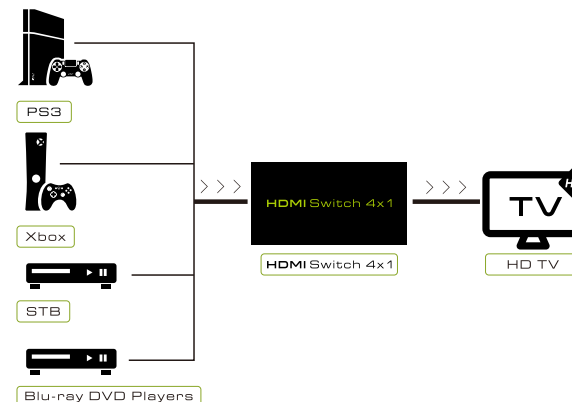 PS3
Xbox
STB
Blu-ray DVD Players
HDMI Switch 4x1
HDMI Switch 4x1
TV
HD TV